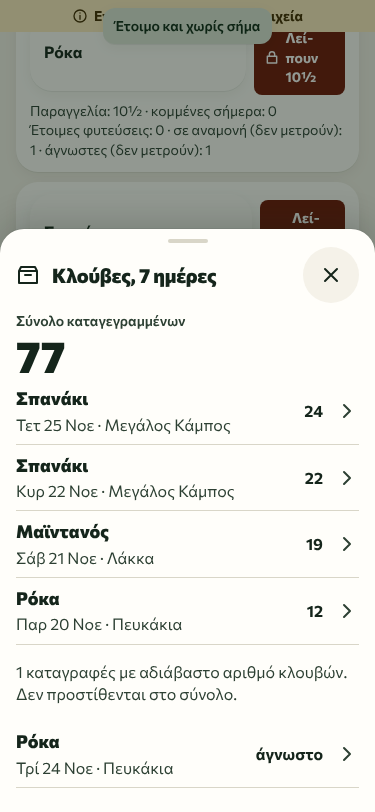 Έτοιμο και χωρίς σήμα
Ρόκα
Λεί-
πουν
10½
Παραγγελία: 10½ · κομμένες σήμερα: 0
Έτοιμες φυτεύσεις: 0 · σε αναμονή (δεν μετρούν):
1 · άγνωστες (δεν μετρούν): 1
Λεί-
Κλούβες, 7 ημέρες
Σύνολο καταγεγραμμένων
77
Σπανάκι
Τετ 25 Νοε · Μεγάλος Κάμπος
24
Σπανάκι
Κυρ 22 Νοε · Μεγάλος Κάμπος
22
Μαϊντανός
Σάβ 21 Νοε · Λάκκα
19
Ρόκα
Παρ 20 Νοε · Πευκάκια
12
1 καταγραφές με αδιάβαστο αριθμό κλουβών.
Δεν προστίθενται στο σύνολο.
Ρόκα
Τρί 24 Νοε · Πευκάκια
άγνωστο